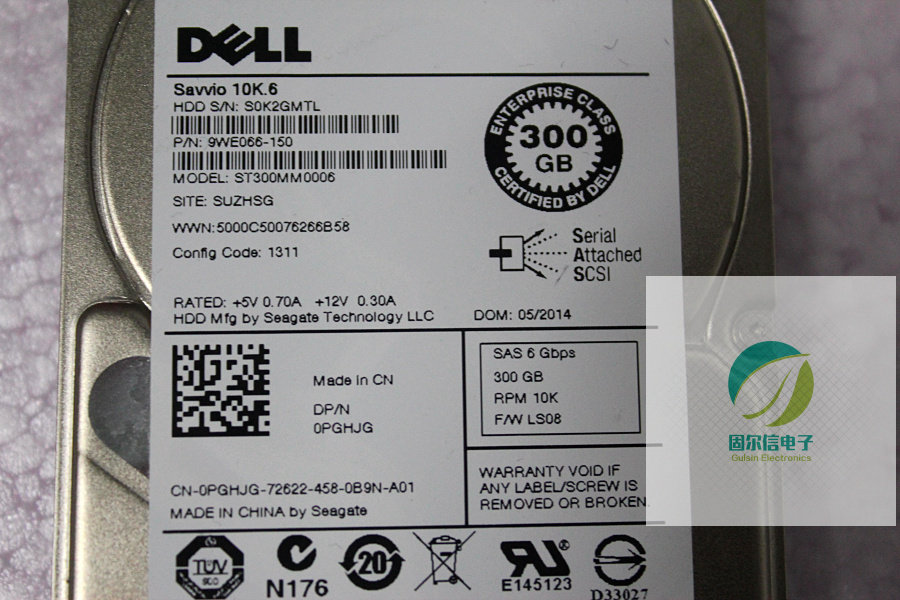 DELL
Savvio 10K.6
HDD S/N: S0K2GMTL
P/N: 9WE066-150
MODEL: ST300MM0006
SITE: SUZHSG
WWN:5000C50076266B58
Config Code: 1311
ENTERPRISE CLASS
300
GB
CERTIFIED BY DELL
Serial
Attached
SCSI
RATED: +5V 0.70A +12V 0.30A
HDD Mfg by Seagate Technology LLC
DOM: 05/2014
Made in CN
DP/N
0PGHJG
SAS 6 Gbps
300 GB
RPM 10K
F/W LS08
CN-0PGHJG-72622-458-0B9N-A01
MADE IN CHINA by Seagate
WARRANTY VOID IF
ANY LABEL/SCREW IS
REMOVED OR BROKEN
固尔信电子
Gulsin Electronics
TUV
N176
20
E145123
D33027